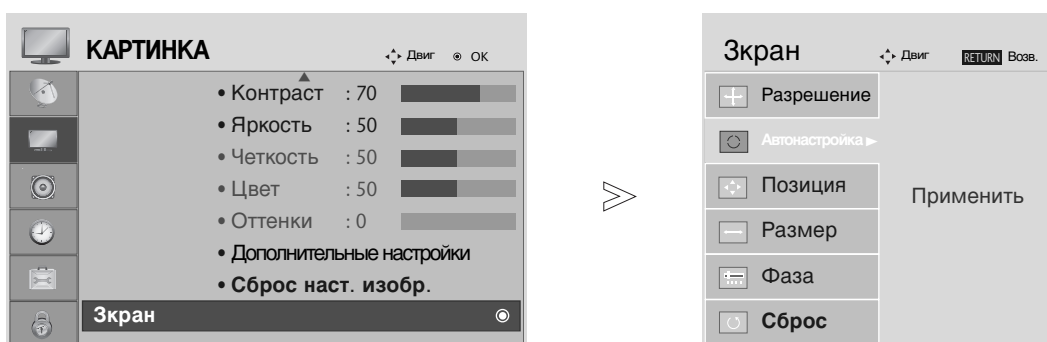 КАРТИНКА Двиг ОК
• Контраст : 70
• Яркость : 50
• Четкость : 50
• Цвет : 50
• Оттенки : 0
• Дополнительные настройки
• Сброс наст. изобр.
Зкран
Зкран Двиг RETURN Возв.
Разрешение
Автонастройка
Позиция
Размер
Фаза
Сброс
Применить